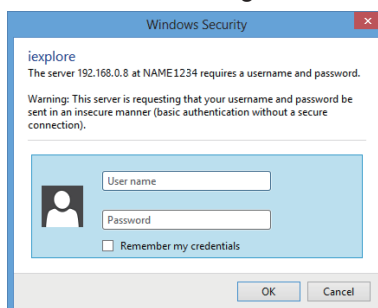 Windows Security
iexplore
The server 192.168.0.8 at NAME1234 requires a username and password.
Warning: This server is requesting that your username and password be
sent in an insecure manner (basic authentication without a secure
connection).
User name
Password
Remember my credentials
OK Cancel